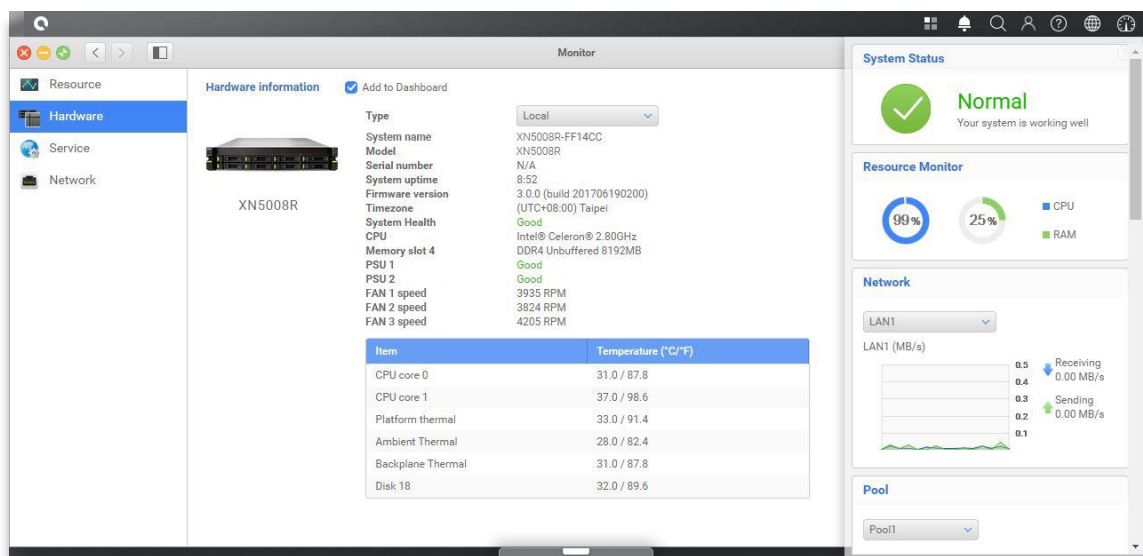 Monitor
Resource
Hardware
Service
Network
Hardware information
Add to Dashboard
XN5008R
Type Local
System name XN5008R-FF14CC
Model XN5008R
Serial number N/A
System uptime 8:52
Firmware version 3.0.0 (build 201706190200)
Timezone (UTC+08:00) Taipei
System Health Good
CPU Intel® Celeron® 2.80GHz
Memory slot 4 DDR4 Unbuffered 8192MB
PSU 1 Good
PSU 2 Good
FAN 1 speed 3935 RPM
FAN 2 speed 3824 RPM
FAN 3 speed 4205 RPM
Item Temperature (°C/°F)
CPU core 0 31.0 / 87.8
CPU core 1 37.0 / 98.6
Platform thermal 33.0 / 91.4
Ambient Thermal 28.0 / 82.4
Backplane Thermal 31.0 / 87.8
Disk 18 32.0 / 89.6
System Status
Normal
Your system is working well
Resource Monitor
99% 25%
CPU
RAM
Network
LAN1
LAN1 (MB/s)
0.5
0.4
0.3
0.2
0.1
Receiving
0.00 MB/s
Sending
0.00 MB/s
Pool
Pool1